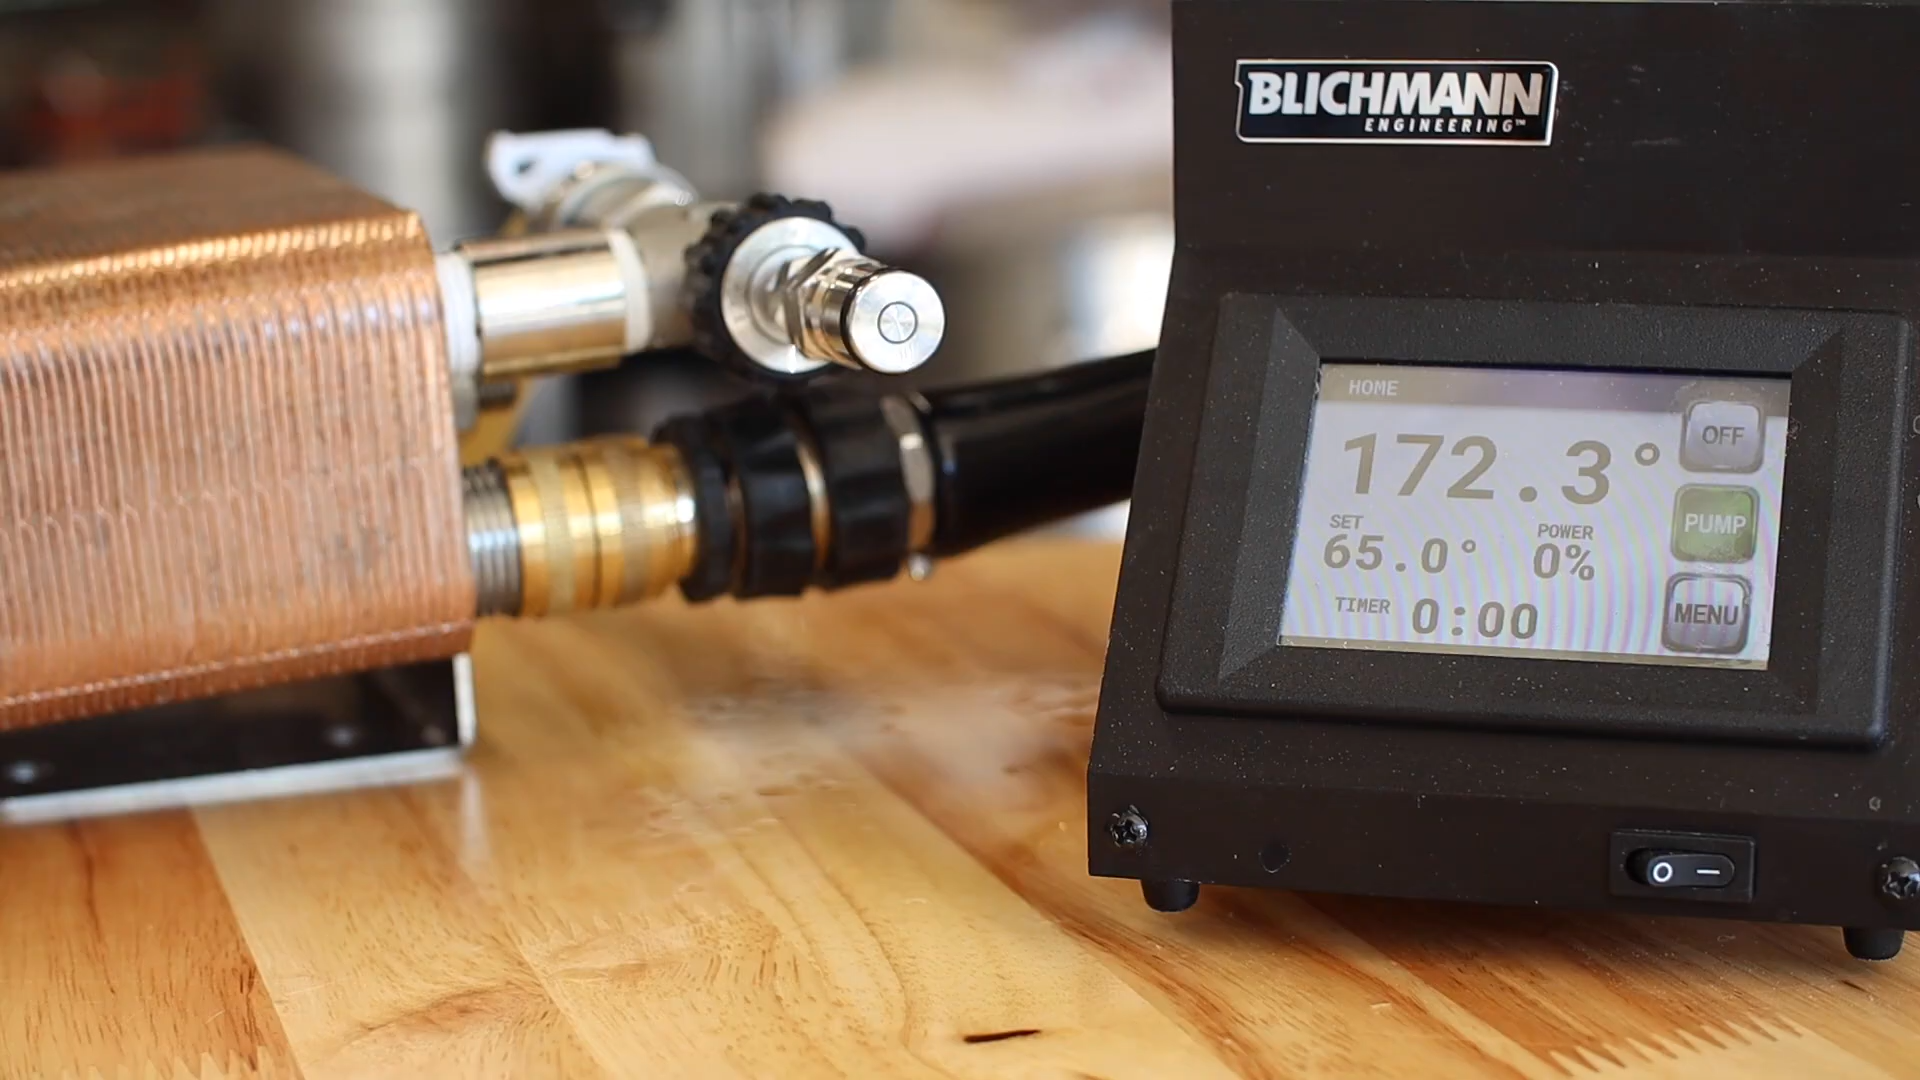 BLICHMANN
ENGINEERING™
HOME
OFF
172.3°
PUMP
SET
POWER
65.0°
0%
MENU
TIMER 0:00